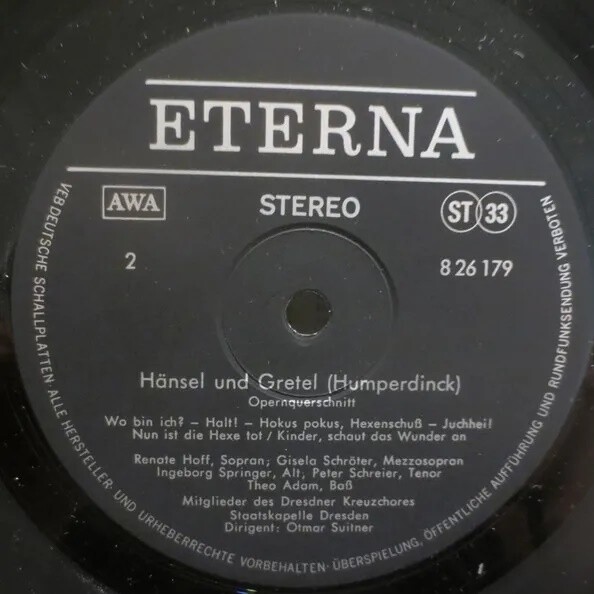 ETERNA
AWA
STEREO
ST 33
2
8 26 179
Hänsel und Gretel (Humperdinck)
Opernquerschnitt
Wo bin ich? – Halt! – Hokus pokus, Hexenschuß – Juchhei!
Nun ist die Hexe tot / Kinder, schaut das Wunder an
Renate Hoff, Sopran; Gisela Schröter, Mezzosopran
Ingeborg Springer, Alt, Peter Schreier, Tenor
Theo Adam, Baß
Mitglieder des Dresdner Kreuzchores
Staatskapelle Dresden
Dirigent: Otmar Suitner
VEB DEUTSCHE SCHALLPLATTEN · ALLE HERSTELLER- UND URHEBERRECHTE VORBEHALTEN · ÜBERSPIELUNG, ÖFFENTLICHE AUFFÜHRUNG UND RUNDFUNKSENDUNG VERBOTEN